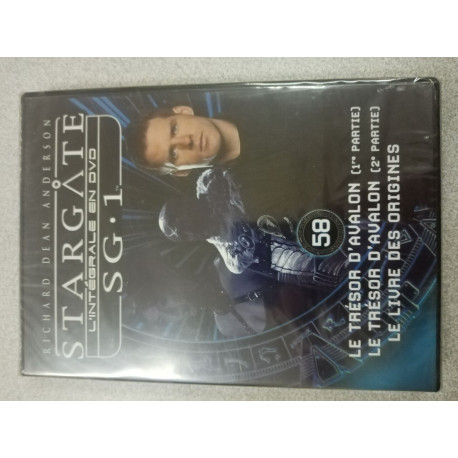 RICHARD DEAN ANDERSON
STARGATE
L'INTÉGRALE EN DVD
SG·1™
58
LE TRÉSOR D'AVALON (1re PARTIE)
LE TRÉSOR D'AVALON (2e PARTIE)
LE LIVRE DES ORIGINES